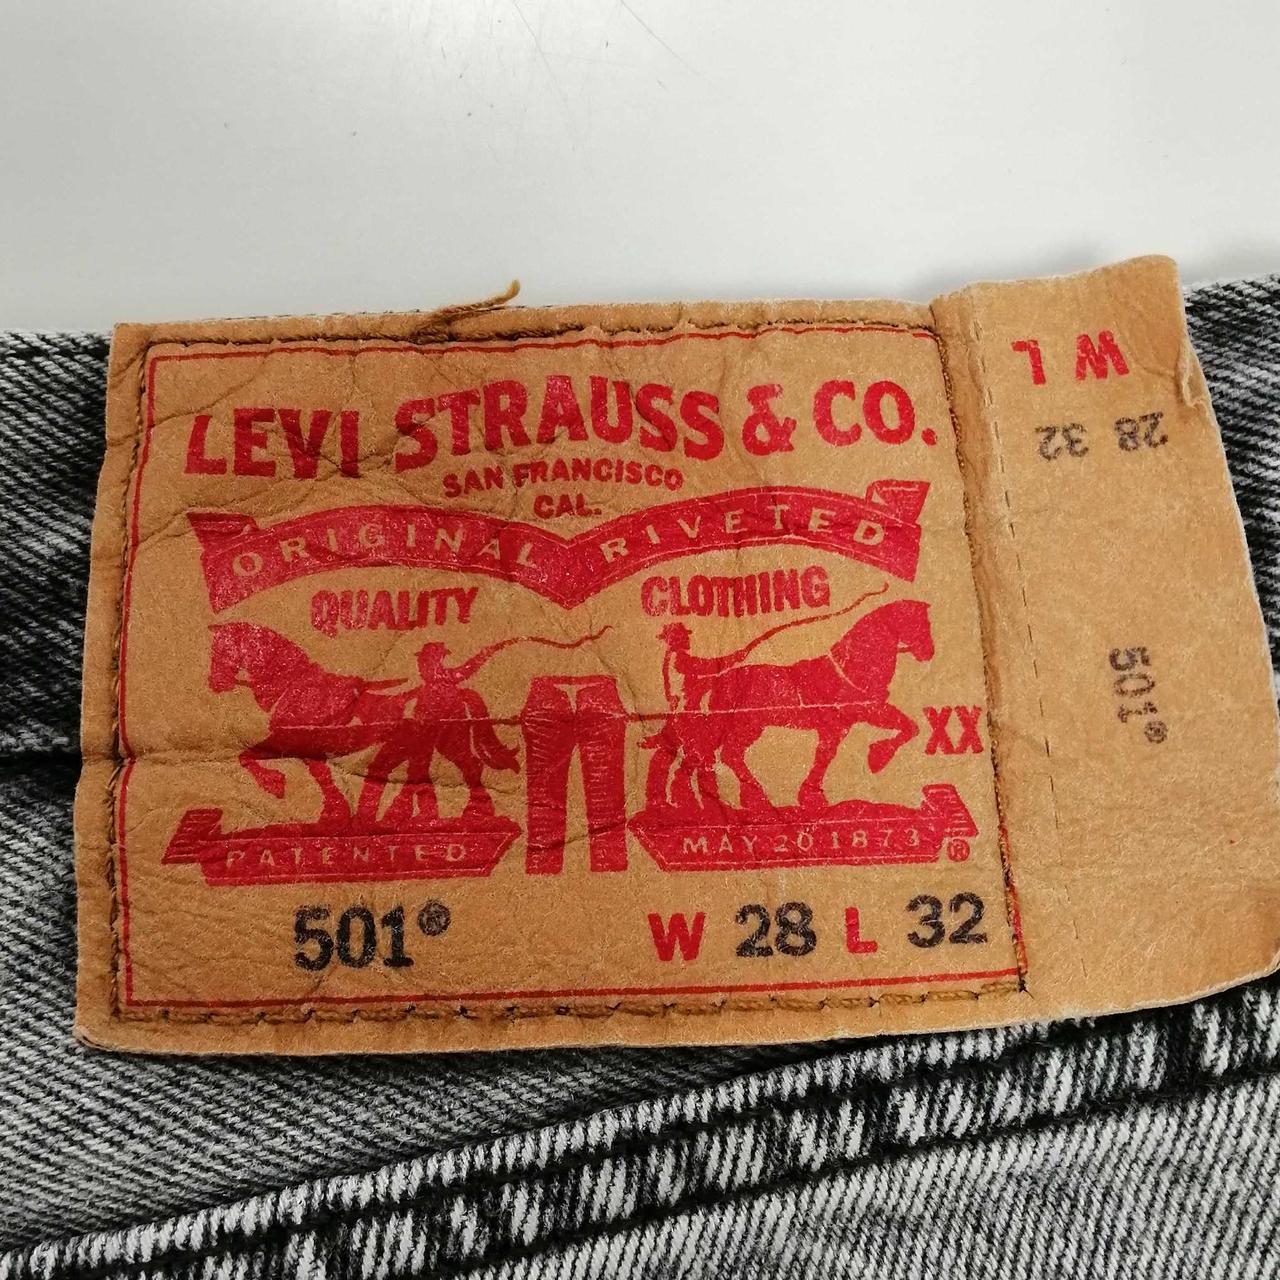 LEVI STRAUSS & CO.
SAN FRANCISCO
CAL.
ORIGINAL RIVETED
QUALITY CLOTHING
XX
PATENTED MAY 20 1873 ®
501® W 28 L 32
W L
28 32
501®